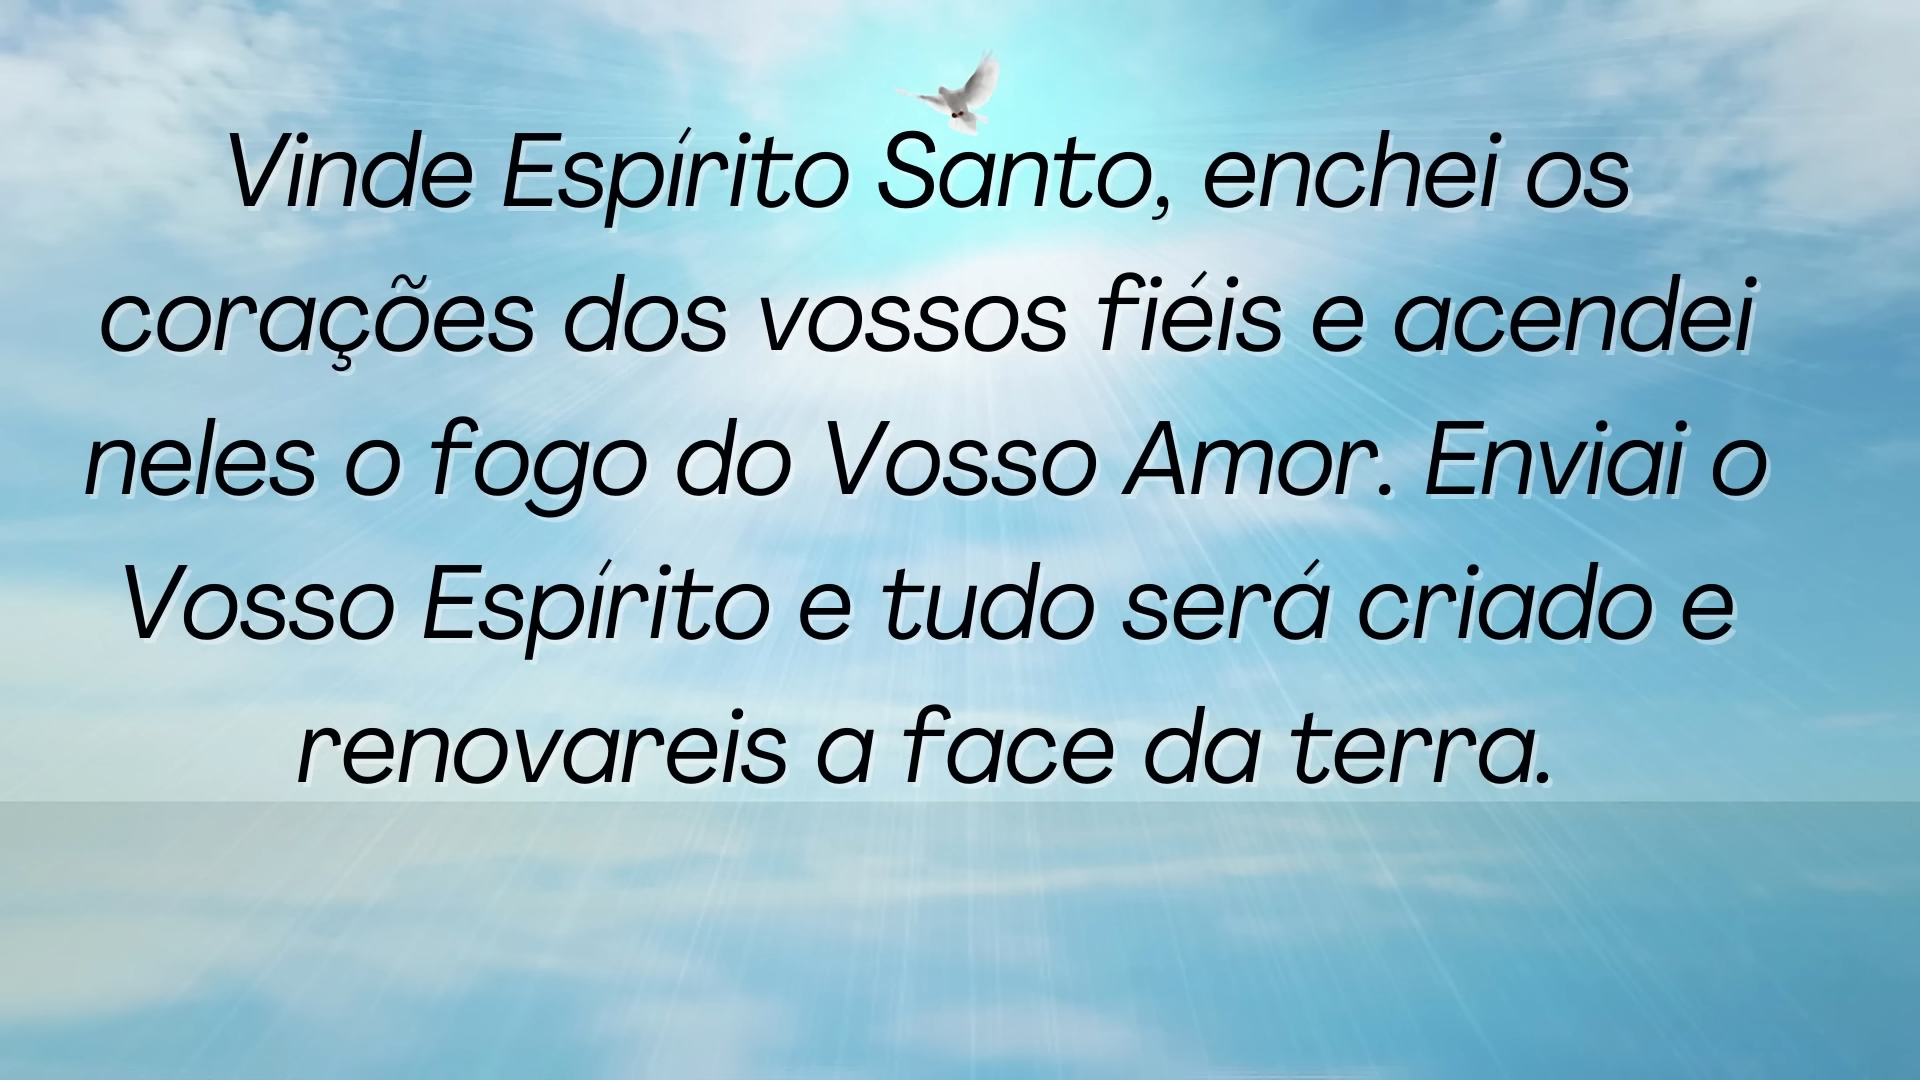 Vinde Espírito Santo, enchei os
corações dos vossos fiéis e acendei
neles o fogo do Vosso Amor. Enviai o
Vosso Espírito e tudo será criado e
renovareis a face da terra.